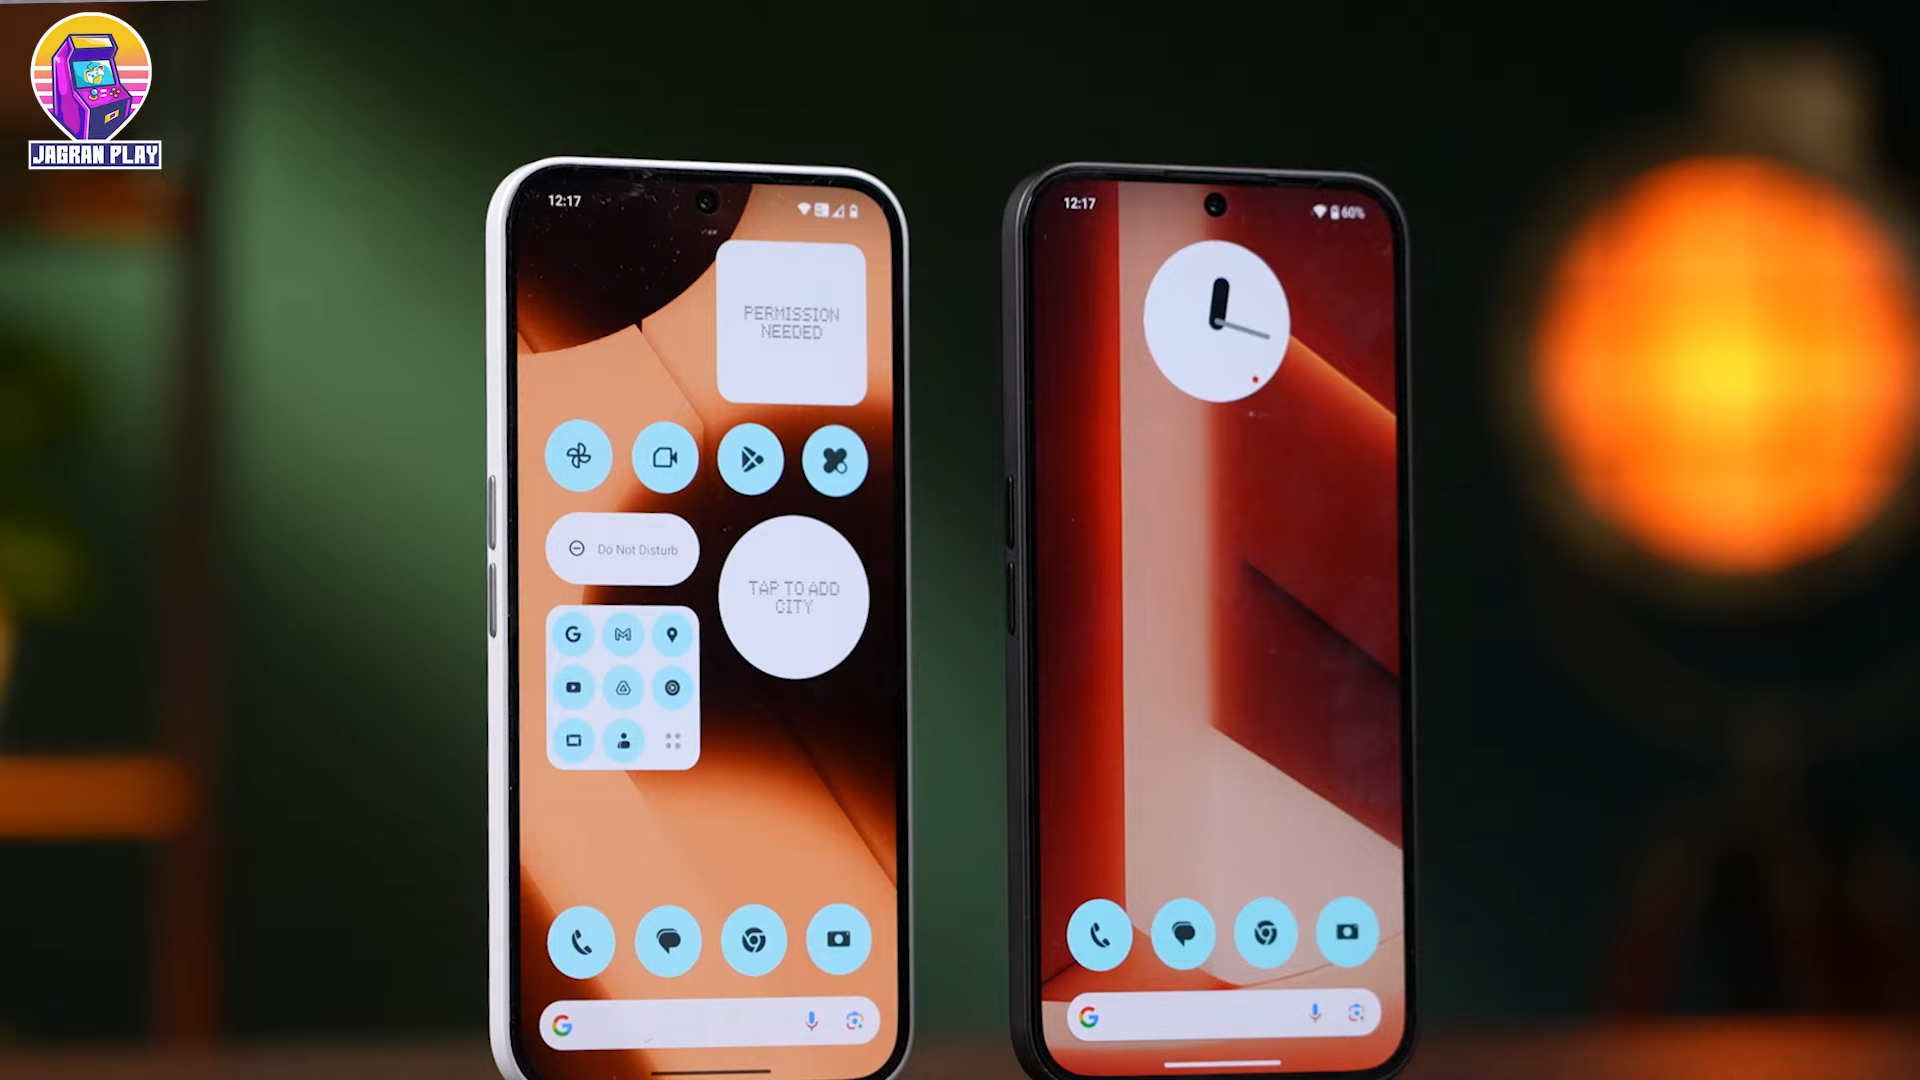 JAGRAN PLAY
12:17
PERMISSION
NEEDED
Do Not Disturb
TAP TO ADD
CITY
12:17
60%